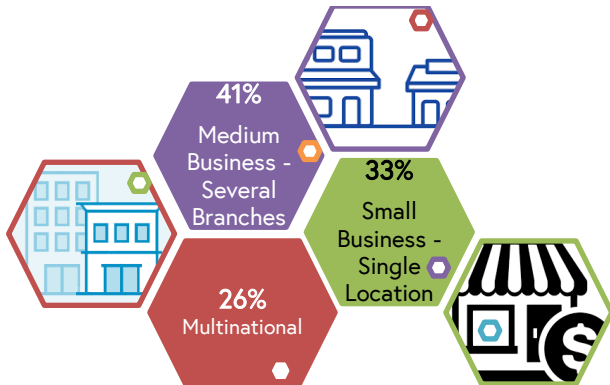 41%
Medium
Business -
Several
Branches
33%
Small
Business -
Single
Location
26%
Multinational
$